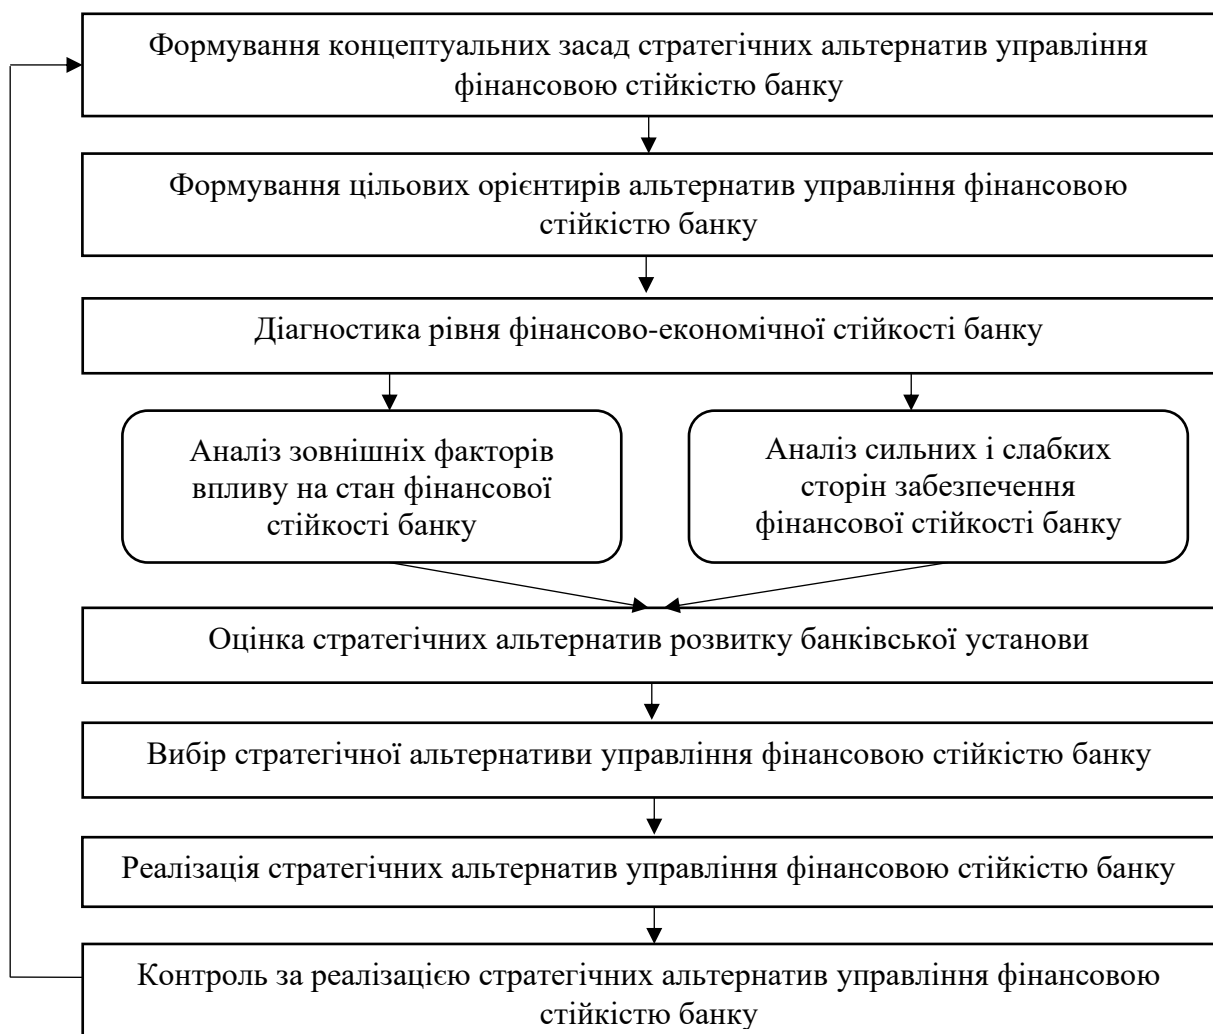 Формування концептуальних засад стратегічних альтернатив управління
фінансовою стійкістю банку
Формування цільових орієнтирів альтернатив управління фінансовою
стійкістю банку
Діагностика рівня фінансово-економічної стійкості банку
Аналіз зовнішніх факторів
впливу на стан фінансової
стійкості банку
Аналіз сильних і слабких
сторін забезпечення
фінансової стійкості банку
Оцінка стратегічних альтернатив розвитку банківської установи
Вибір стратегічної альтернативи управління фінансовою стійкістю банку
Реалізація стратегічних альтернатив управління фінансовою стійкістю банку
Контроль за реалізацією стратегічних альтернатив управління фінансовою
стійкістю банку